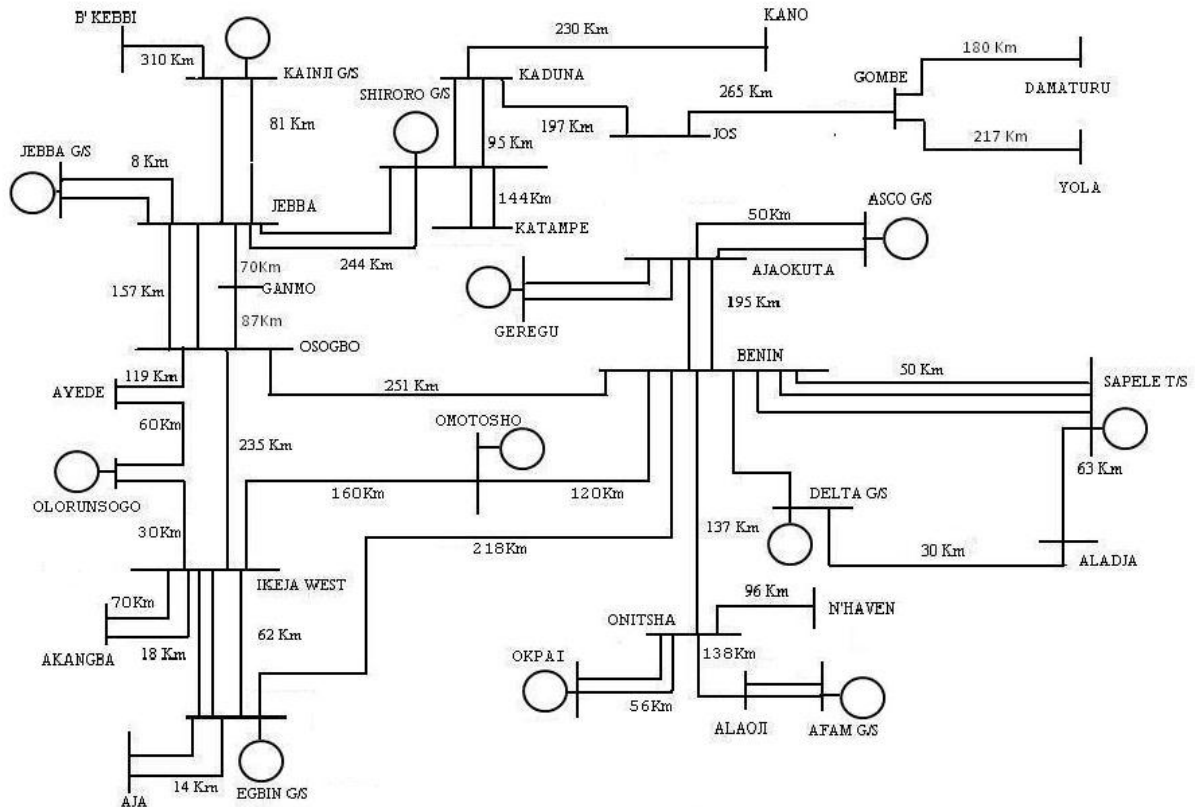 B' KEBBI
310 Km
KAINJI G/S
81 Km
230 Km
KANO
KADUNA
SHIRORO G/S
197 Km
95 Km
JOS
265 Km
GOMBE
180 Km
DAMATURU
217 Km
YOLA
JEBBA G/S
8 Km
JEBBA
144Km
KATAMPE
244 Km
70Km
GANMO
157 Km
87Km
OSOGBO
50Km
ASCO G/S
AJAOKUTA
GEREGU
195 Km
BENIN
50 Km
SAPELE T/S
119 Km
AYEDE
251 Km
60Km
235 Km
OMOTOSHO
63 Km
OLORUNSOGO
160Km
120Km
DELTA G/S
137 Km
30Km
218Km
30 Km
ALADJA
IKEJA WEST
70Km
96 Km
N'HAVEN
AKANGBA
18 Km
62 Km
ONITSHA
138Km
OKPAI
56Km
ALAOJI
AFAM G/S
14 Km
AJA
EGBIN G/S